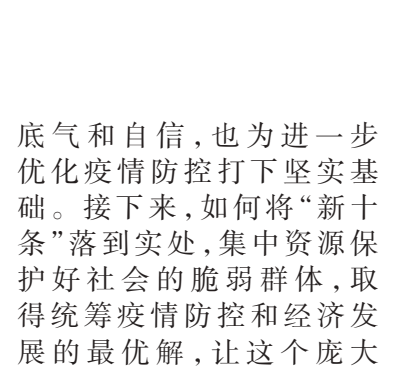 底气和自信,也为进一步
优化疫情防控打下坚实基
础。接下来,如何将“新十
条”落到实处,集中资源保
护好社会的脆弱群体,取
得统筹疫情防控和经济发
展的最优解,让这个庞大